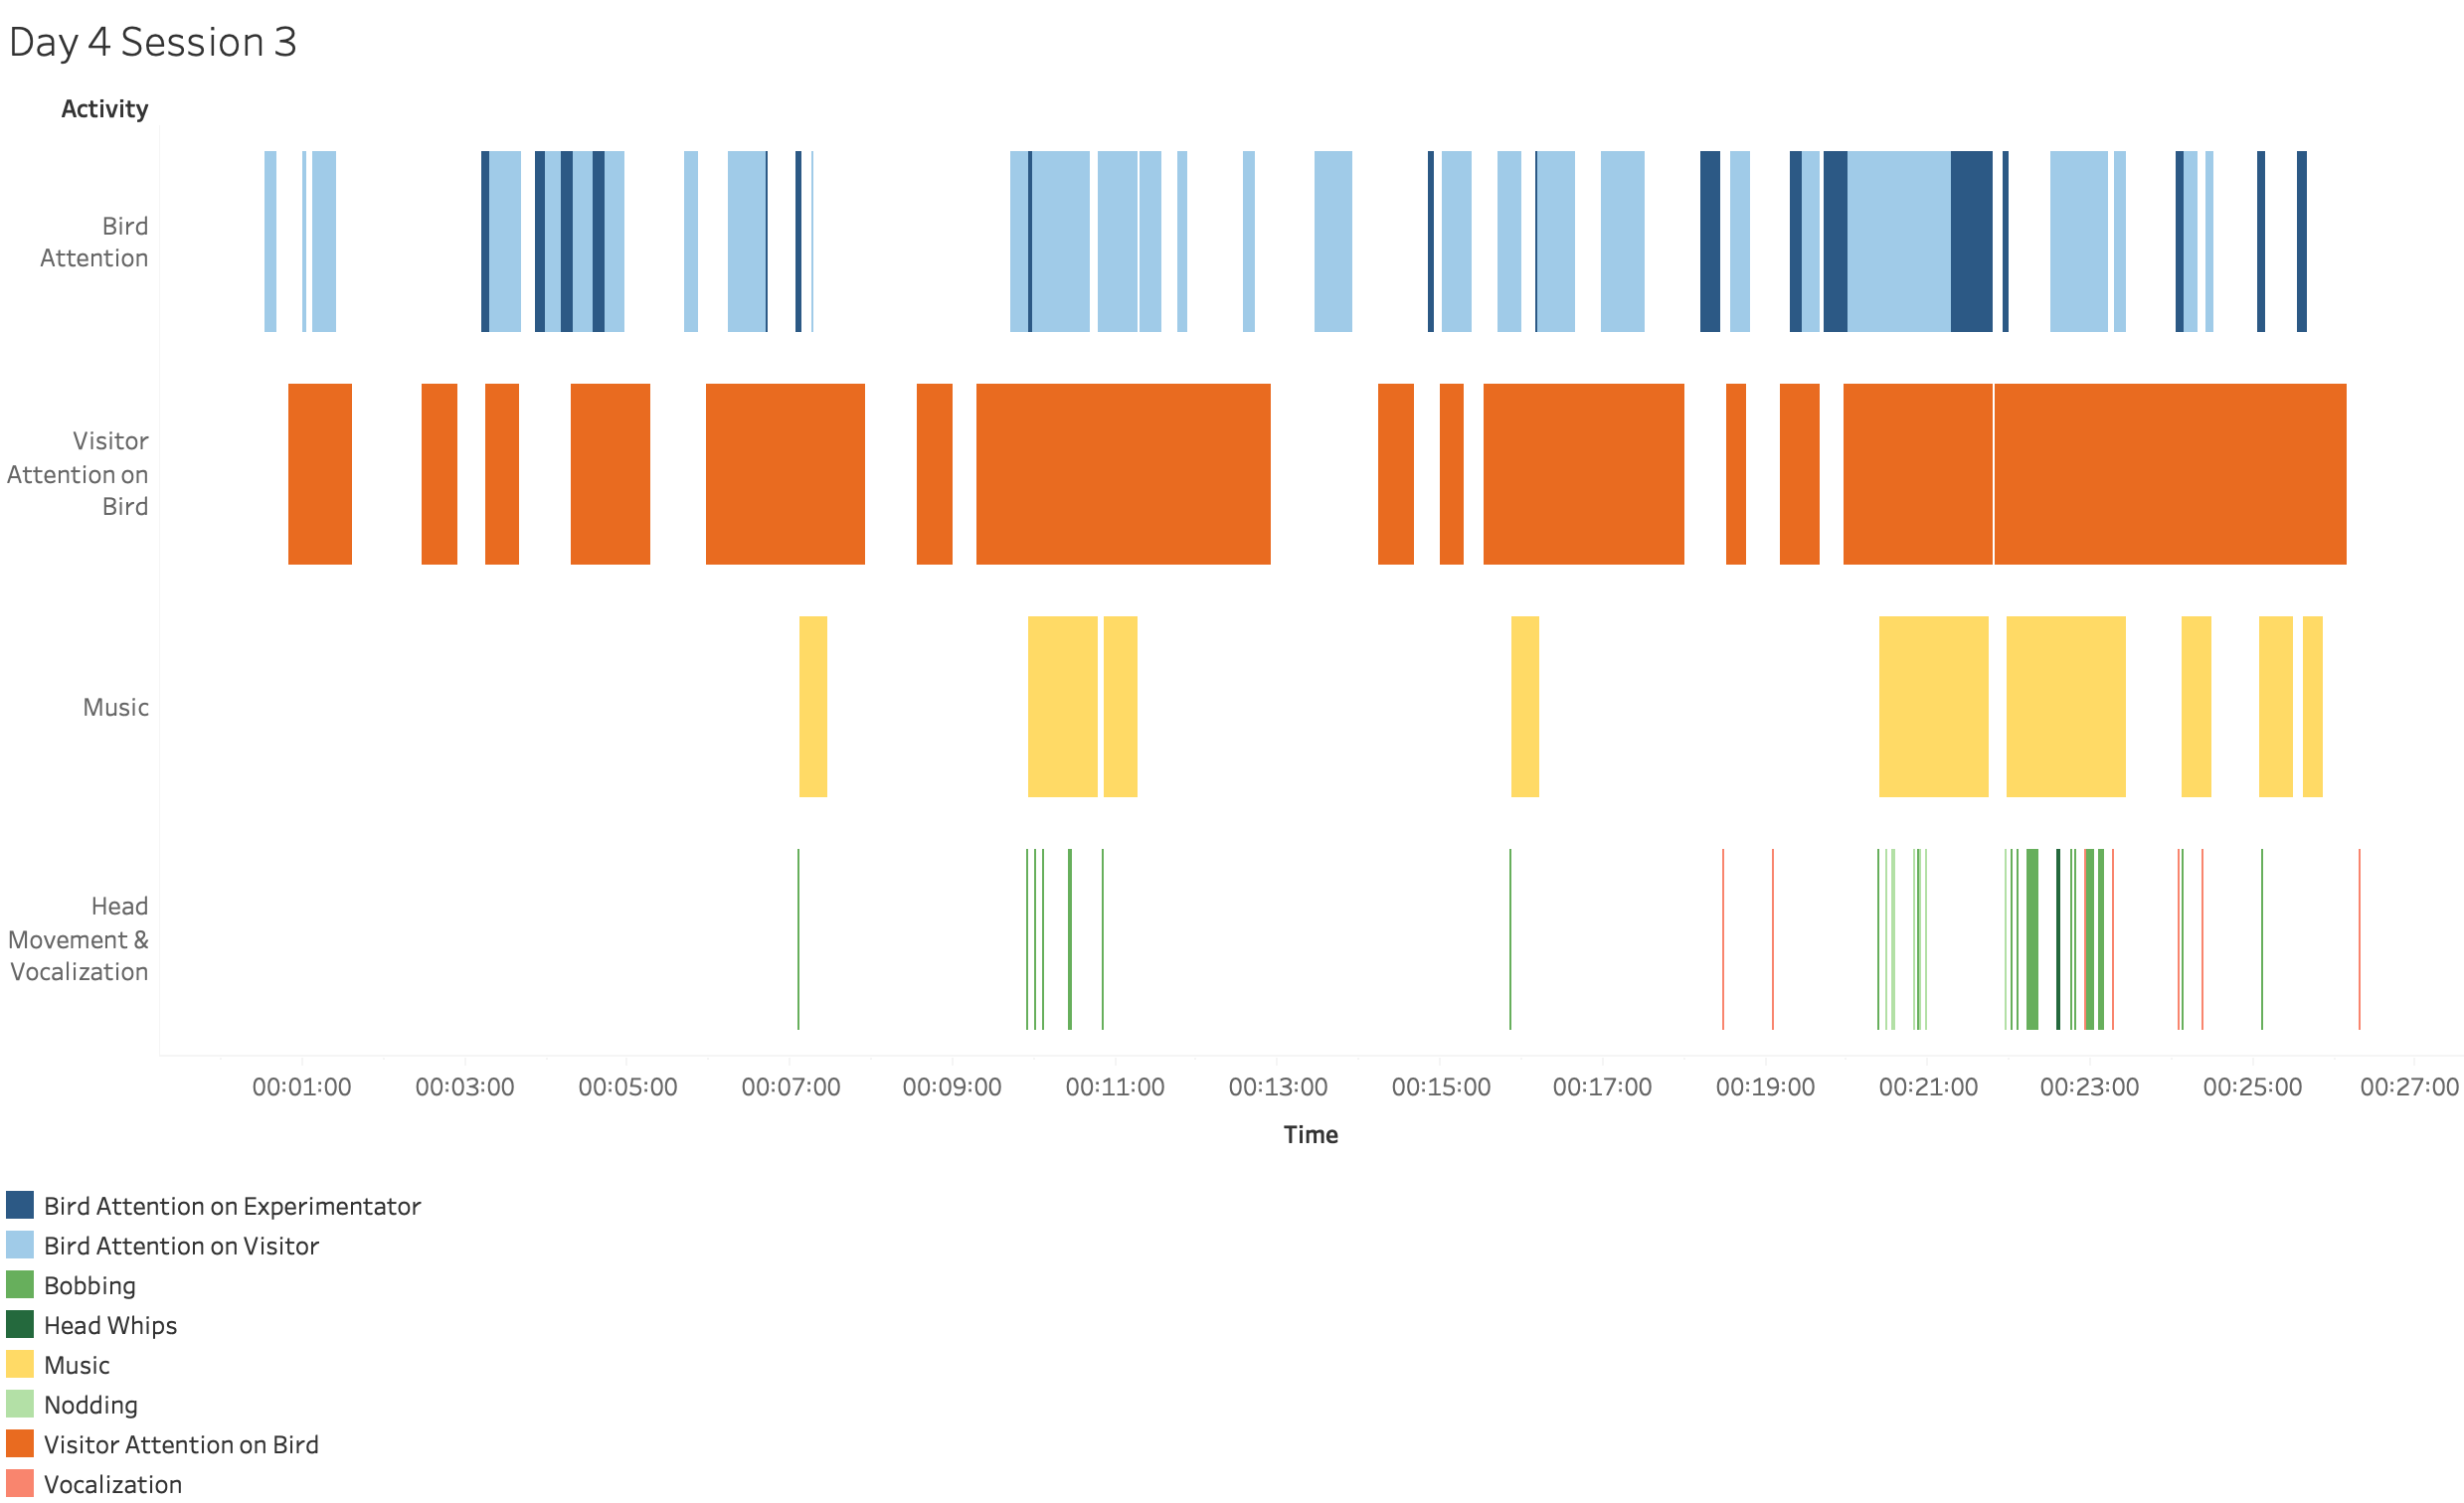 Day 4 Session 3
Activity
Bird
Attention
Visitor
Attention on
Bird
Music
Head
Movement &
Vocalization
00:01:00 00:03:00 00:05:00 00:07:00 00:09:00 00:11:00 00:13:00 00:15:00 00:17:00 00:19:00 00:21:00 00:23:00 00:25:00 00:27:00
Time
Bird Attention on Experimentator
Bird Attention on Visitor
Bobbing
Head Whips
Music
Nodding
Visitor Attention on Bird
Vocalization